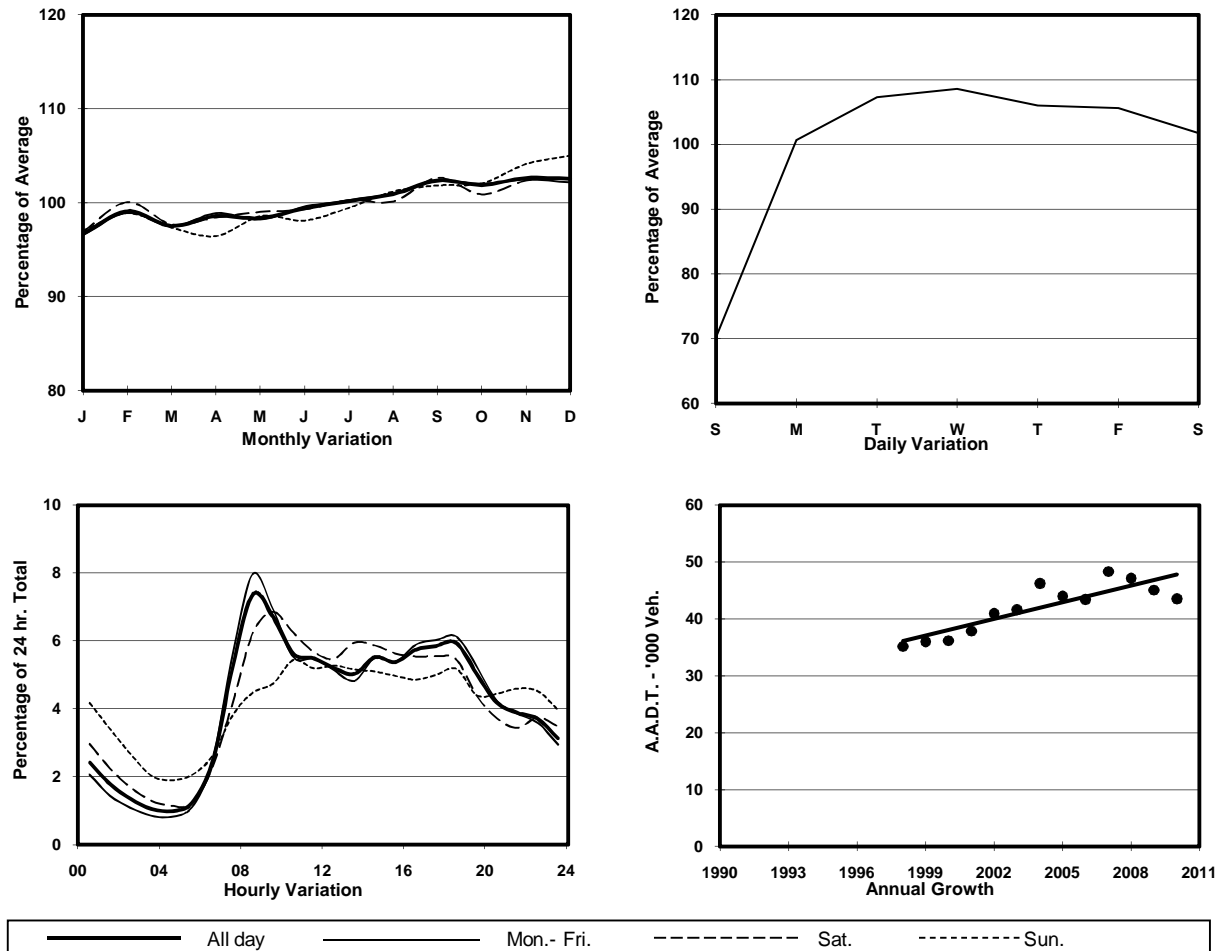 120
110
100
90
80
Percentage of Average
J F M A M J J A S O N D
Monthly Variation
120
110
100
90
80
70
60
Percentage of Average
S M T W T F S
Daily Variation
10
8
6
4
2
0
Percentage of 24 hr. Total
00 04 08 12 16 20 24
Hourly Variation
60
50
40
30
20
10
0
A.A.D.T. - '000 Veh.
1990 1993 1996 1999 2002 2005 2008 2011
Annual Growth
All day Mon.- Fri. Sat. Sun.